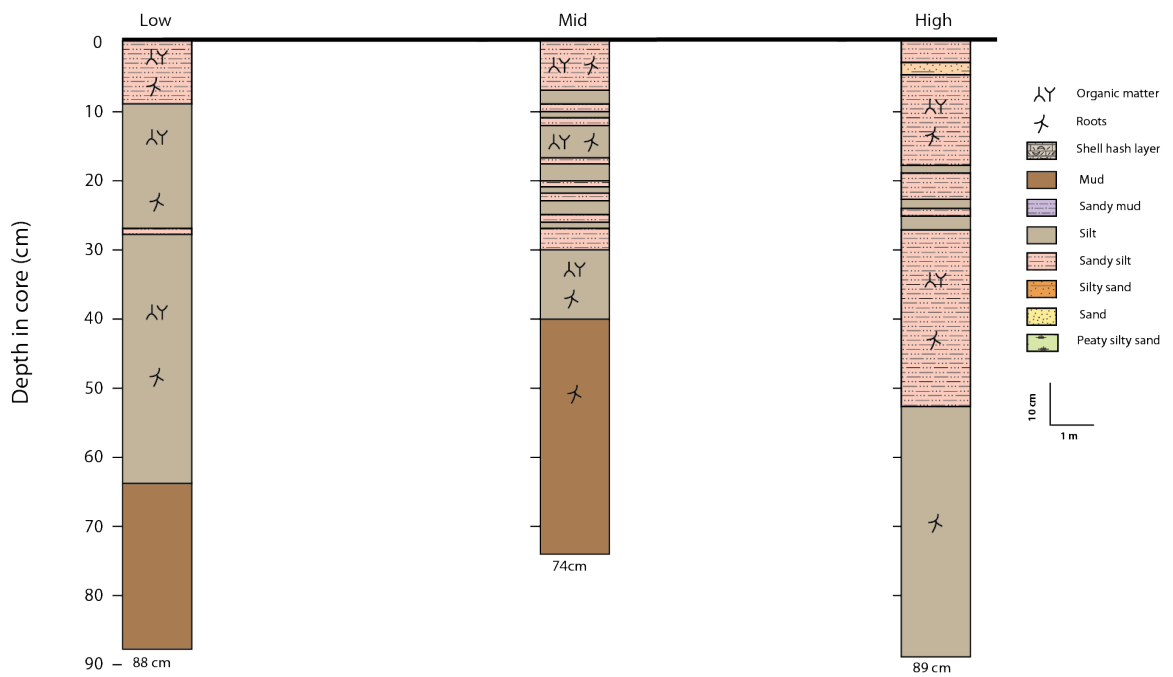 Low
Mid
High
0
10
20
30
40
50
60
70
80
90
Depth in core (cm)
88 cm
74cm
89 cm
Organic matter
Roots
Shell hash layer
Mud
Sandy mud
Silt
Sandy silt
Silty sand
Sand
Peaty silty sand
10 cm
1 m